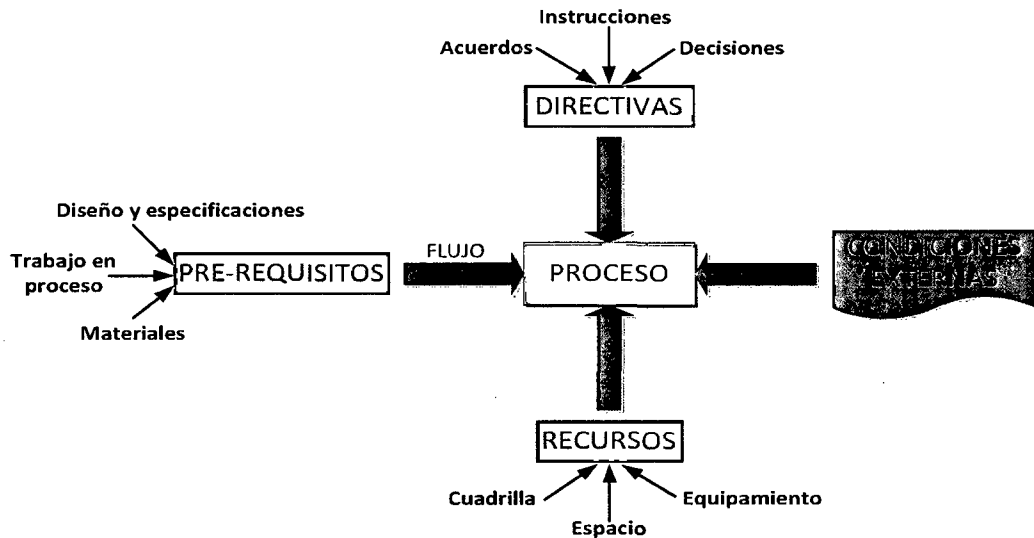 Instrucciones
Acuerdos
Decisiones
DIRECTIVAS
Diseño y especificaciones
Trabajo en
proceso
Materiales
PRE-REQUISITOS
FLUJO
PROCESO
CONDICIONES
EXTERNAS
RECURSOS
Cuadrilla
Espacio
Equipamiento